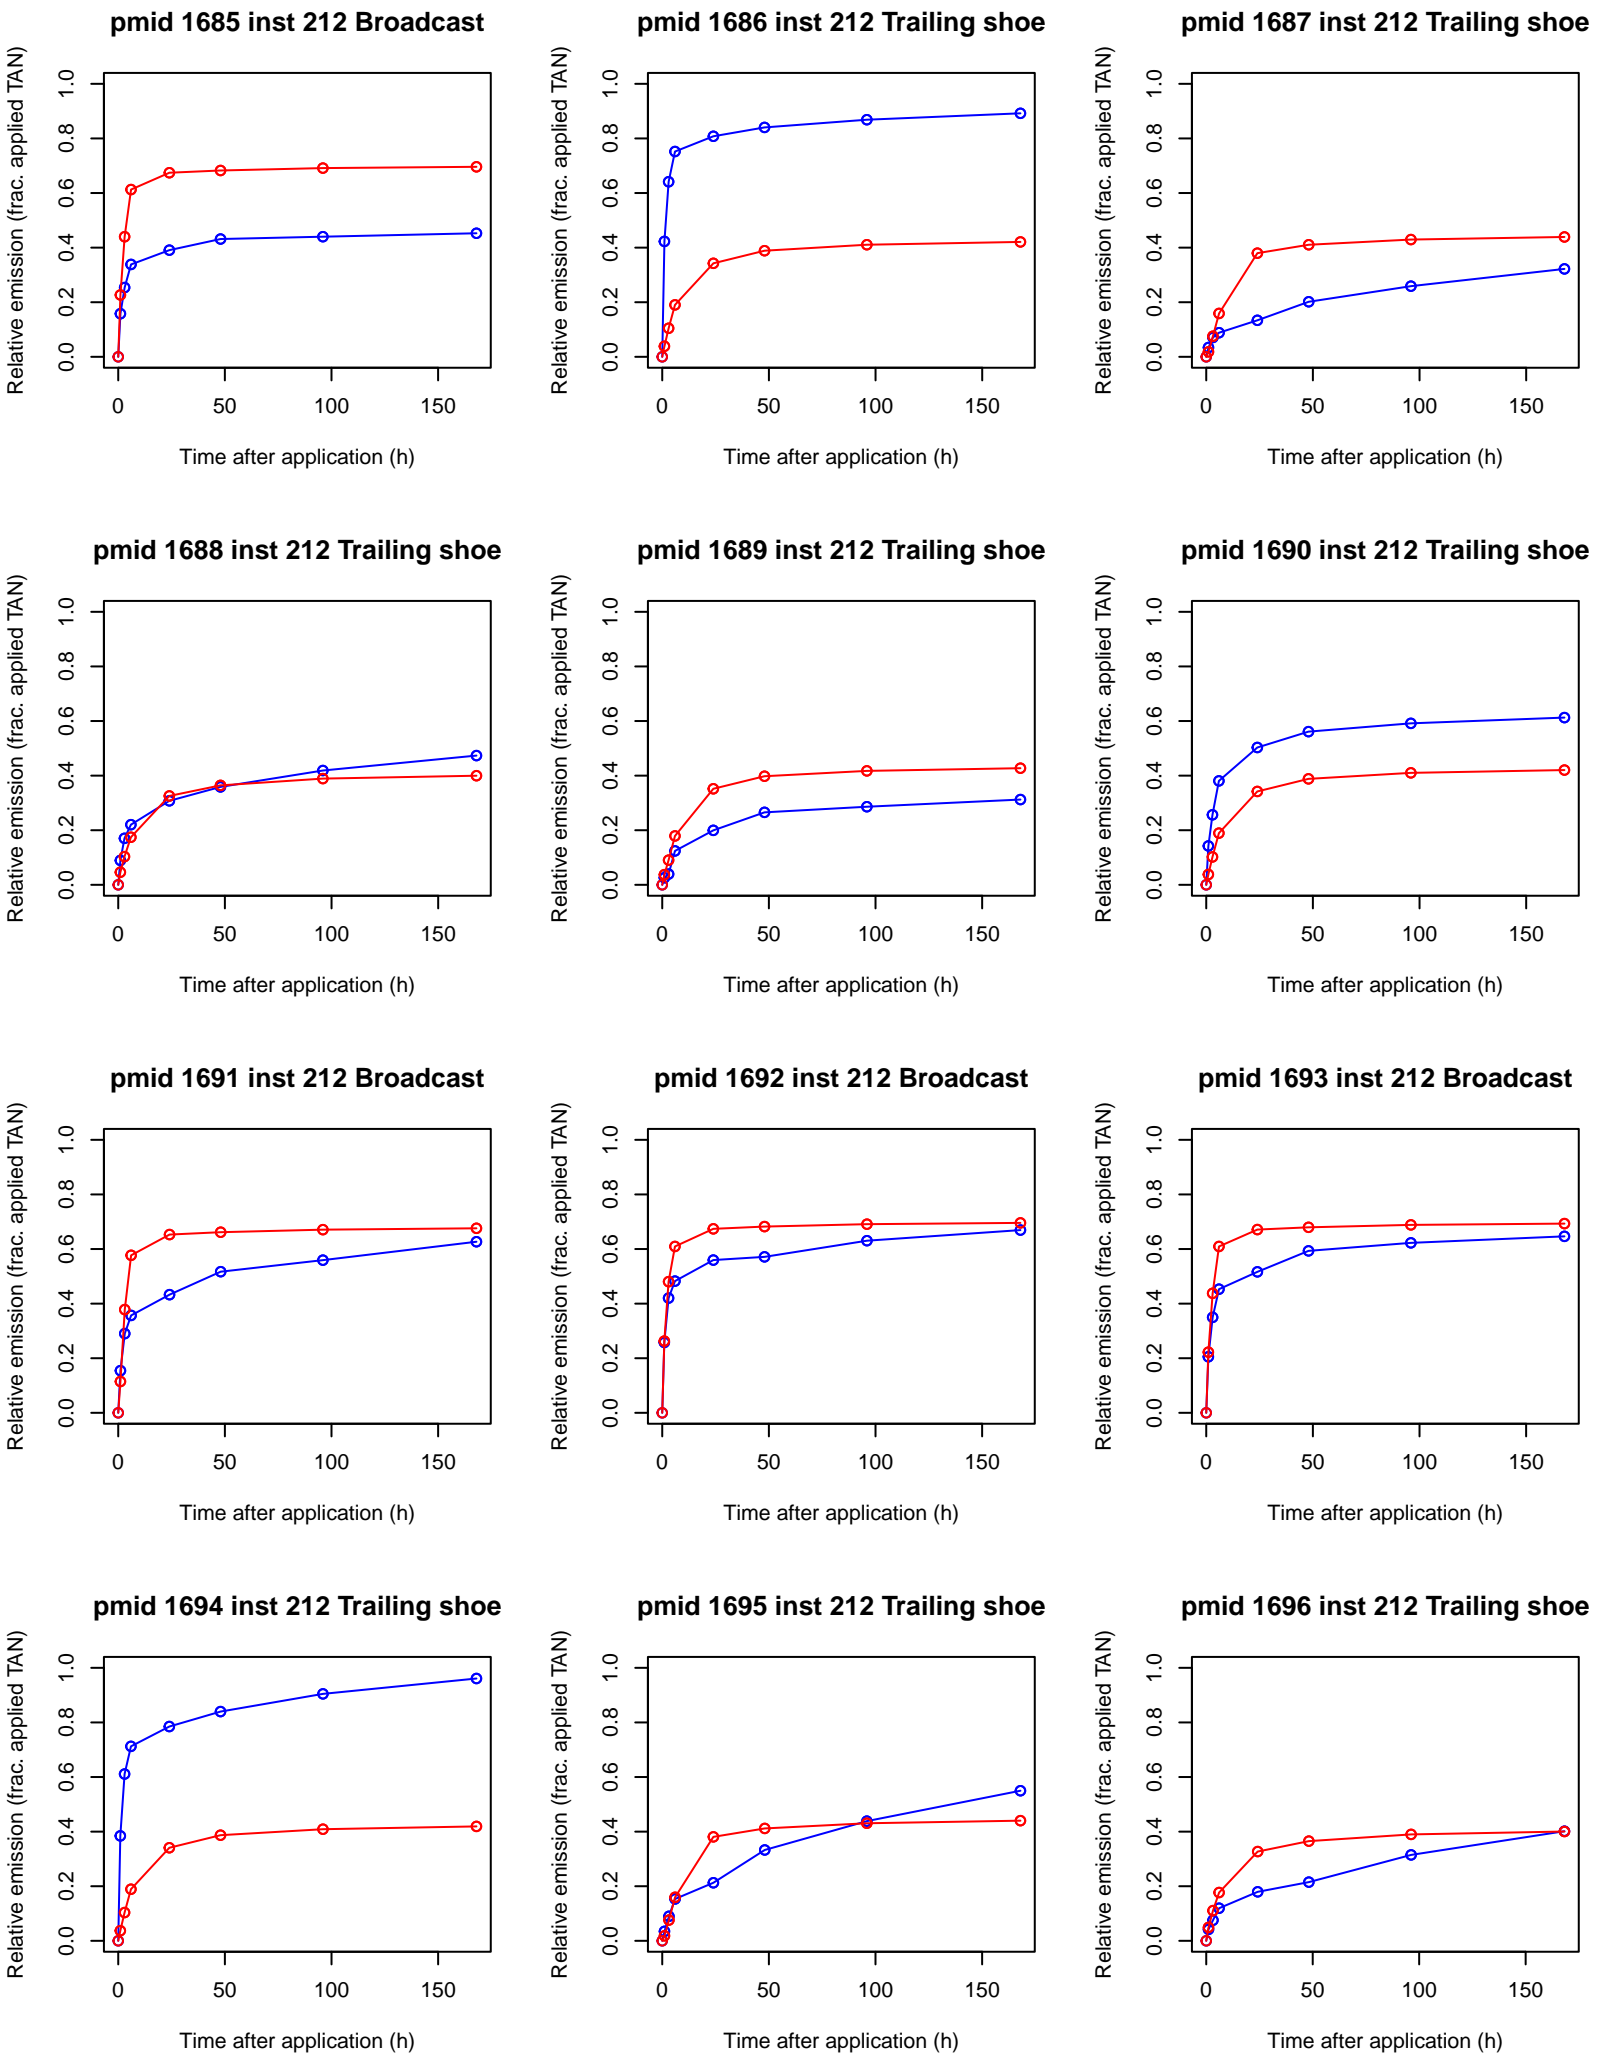 pmid 1685 inst 212 Broadcast
Relative emission (frac. applied TAN)
1.0
0.8
0.6
0.4
0.2
0.0
0 50 100 150
Time after application (h)
pmid 1686 inst 212 Trailing shoe
Relative emission (frac. applied TAN)
1.0
0.8
0.6
0.4
0.2
0.0
0 50 100 150
Time after application (h)
pmid 1687 inst 212 Trailing shoe
Relative emission (frac. applied TAN)
1.0
0.8
0.6
0.4
0.2
0.0
0 50 100 150
Time after application (h)
pmid 1688 inst 212 Trailing shoe
Relative emission (frac. applied TAN)
1.0
0.8
0.6
0.4
0.2
0.0
0 50 100 150
Time after application (h)
pmid 1689 inst 212 Trailing shoe
Relative emission (frac. applied TAN)
1.0
0.8
0.6
0.4
0.2
0.0
0 50 100 150
Time after application (h)
pmid 1690 inst 212 Trailing shoe
Relative emission (frac. applied TAN)
1.0
0.8
0.6
0.4
0.2
0.0
0 50 100 150
Time after application (h)
pmid 1691 inst 212 Broadcast
Relative emission (frac. applied TAN)
1.0
0.8
0.6
0.4
0.2
0.0
0 50 100 150
Time after application (h)
pmid 1692 inst 212 Broadcast
Relative emission (frac. applied TAN)
1.0
0.8
0.6
0.4
0.2
0.0
0 50 100 150
Time after application (h)
pmid 1693 inst 212 Broadcast
Relative emission (frac. applied TAN)
1.0
0.8
0.6
0.4
0.2
0.0
0 50 100 150
Time after application (h)
pmid 1694 inst 212 Trailing shoe
Relative emission (frac. applied TAN)
1.0
0.8
0.6
0.4
0.2
0.0
0 50 100 150
Time after application (h)
pmid 1695 inst 212 Trailing shoe
Relative emission (frac. applied TAN)
1.0
0.8
0.6
0.4
0.2
0.0
0 50 100 150
Time after application (h)
pmid 1696 inst 212 Trailing shoe
Relative emission (frac. applied TAN)
1.0
0.8
0.6
0.4
0.2
0.0
0 50 100 150
Time after application (h)